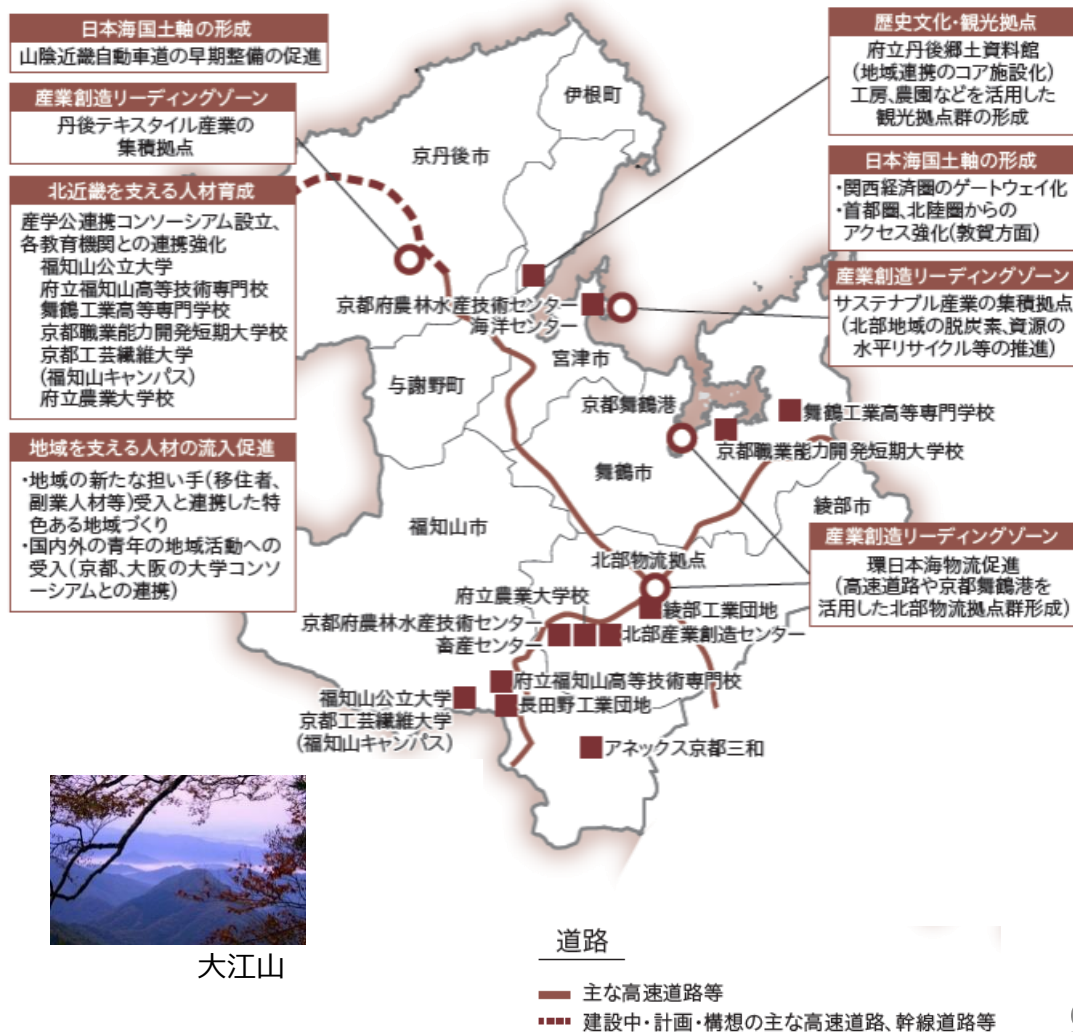 日本海国土軸の形成
山陰近畿自動車道の早期整備の促進
産業創造リーディングゾーン
丹後テキスタイル産業の
集積拠点
北近畿を支える人材育成
産学公連携コンソーシアム設立、
各教育機関との連携強化
福知山公立大学
府立福知山高等技術専門校
舞鶴工業高等専門学校
京都職業能力開発短期大学校
京都工芸繊維大学
(福知山キャンパス)
府立農業大学校
地域を支える人材の流入促進
・地域の新たな担い手(移住者、
副業人材等)受入と連携した特
色ある地域づくり
・国内外の青年の地域活動への
受入(京都、大阪の大学コンソ
ーシアムとの連携)
歴史文化・観光拠点
府立丹後郷土資料館
(地域連携のコア施設化)
工房、農園などを活用した
観光拠点群の形成
日本海国土軸の形成
・関西経済圏のゲートウェイ化
・首都圏、北陸圏からの
アクセス強化(敦賀方面)
産業創造リーディングゾーン
サステナブル産業の集積拠点
(北部地域の脱炭素、資源の
水平リサイクル等の推進)
産業創造リーディングゾーン
環日本海物流促進
(高速道路や京都舞鶴港を
活用した北部物流拠点群形成)
伊根町
京丹後市
京都府農林水産技術センター
海洋センター
宮津市
与謝野町
京都舞鶴港
舞鶴工業高等専門学校
京都職業能力開発短期大学校
舞鶴市
綾部市
福知山市
北部物流拠点
府立農業大学校
綾部工業団地
京都府農林水産技術センター
畜産センター
北部産業創造センター
府立福知山高等技術専門校
福知山公立大学
京都工芸繊維大学
(福知山キャンパス)
長田野工業団地
アネックス京都三和
大江山
道路
主な高速道路等
建設中・計画・構想の主な高速道路、幹線道路等